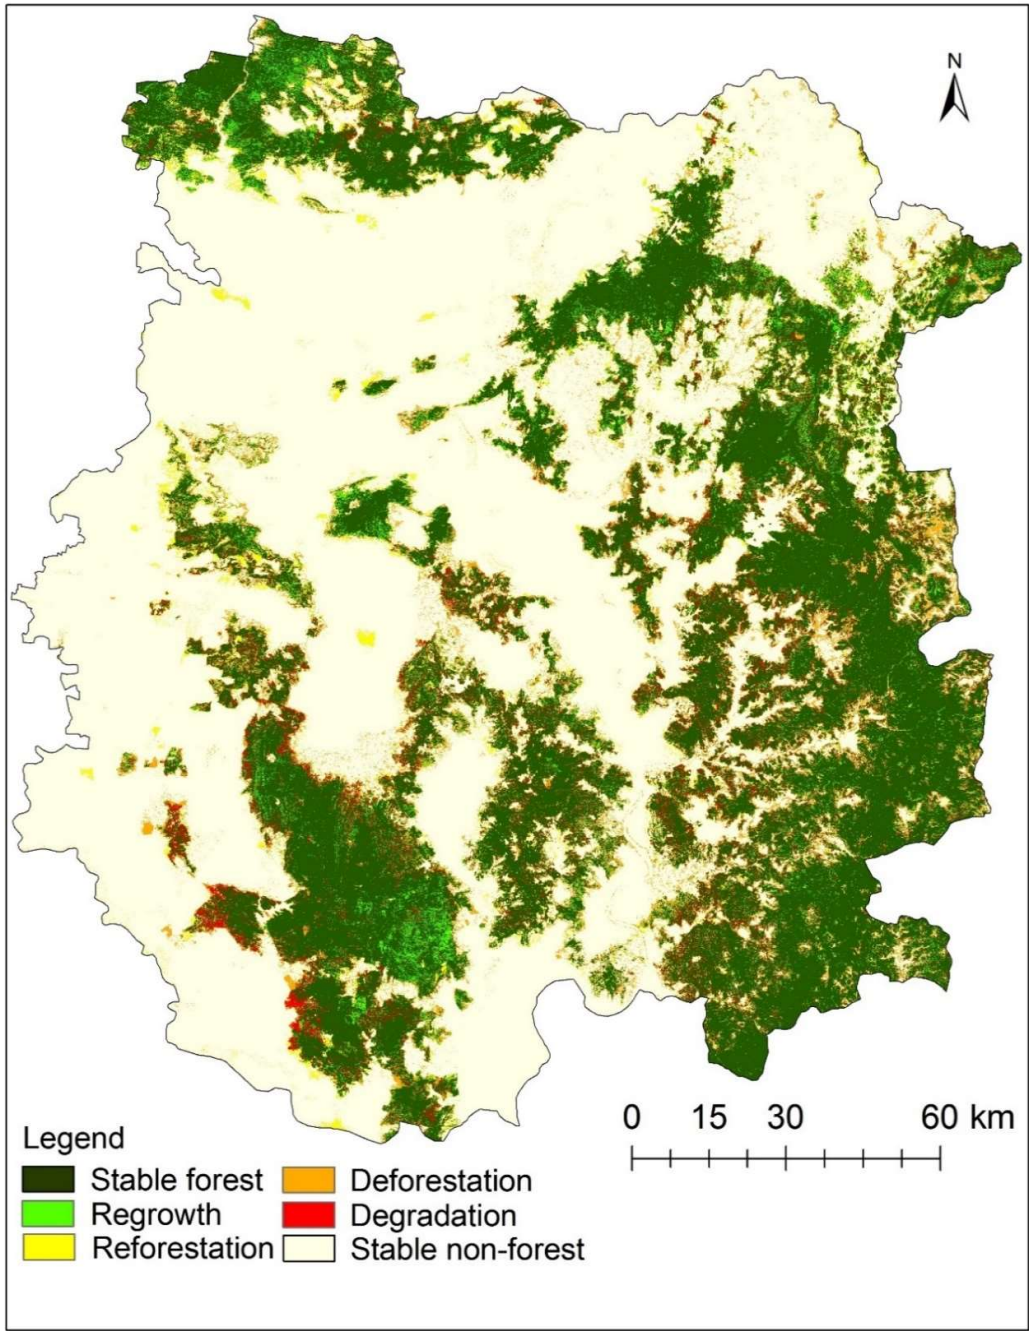 N
0 15 30 60 km
Legend
Stable forest
Deforestation
Regrowth
Degradation
Reforestation
Stable non-forest